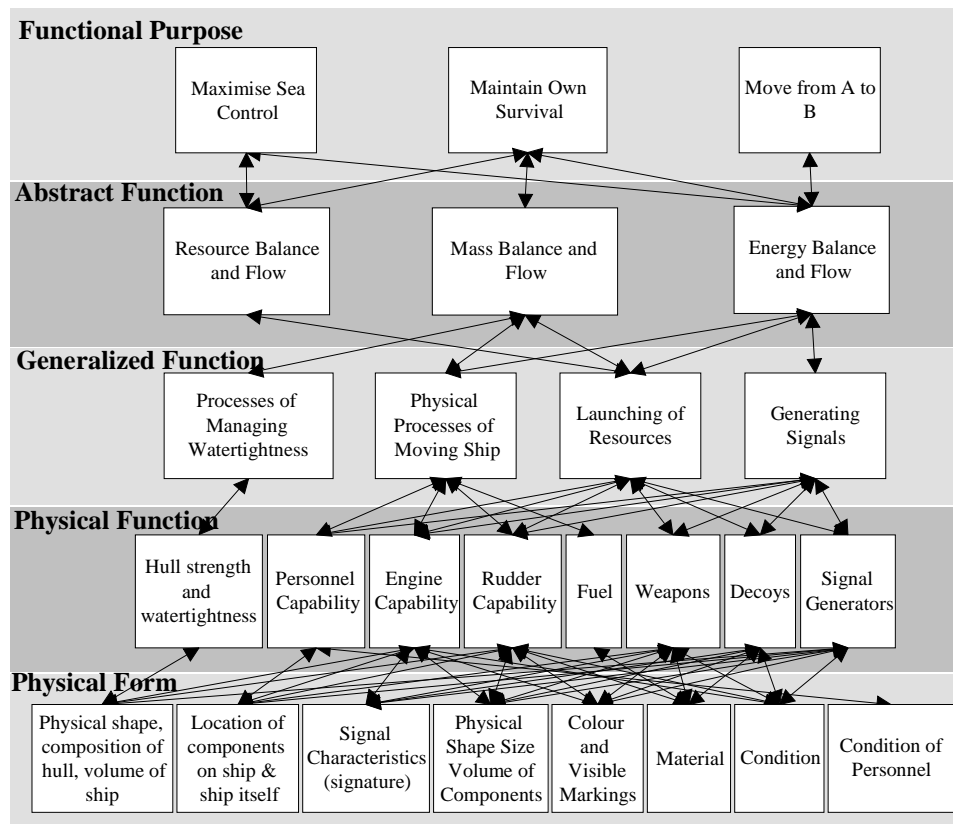 Functional Purpose
Maximise Sea
Control
Maintain Own
Survival
Move from A to
B
Abstract Function
Resource Balance
and Flow
Mass Balance and
Flow
Energy Balance
and Flow
Generalized Function
Processes of
Managing
Watertightness
Physical
Processes of
Moving Ship
Launching of
Resources
Generating
Signals
Physical Function
Hull strength
and
watertightness
Personnel
Capability
Engine
Capability
Rudder
Capability
Fuel
Weapons
Decoys
Signal
Generators
Physical Form
Physical shape,
composition of
hull, volume of
ship
Location of
components
on ship &
ship itself
Signal
Characteristics
(signature)
Physical
Shape Size
Volume of
Components
Colour and
Visible
Markings
Material
Condition
Condition of
Personnel